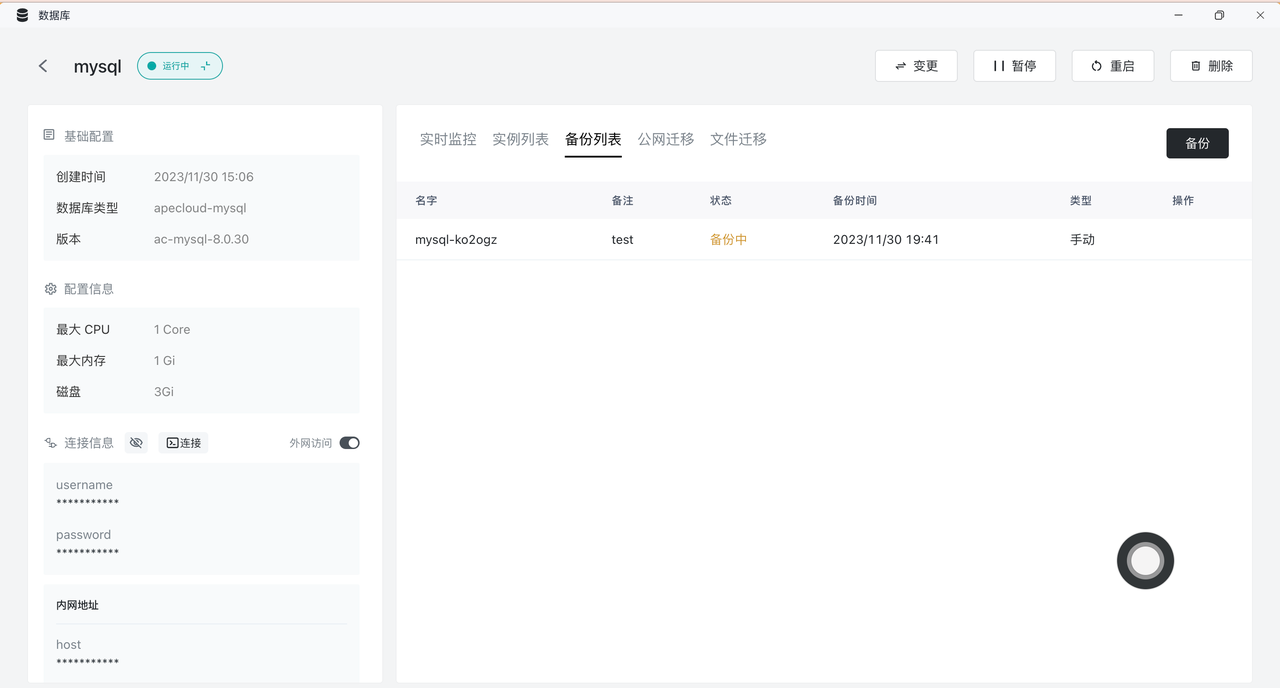 数据库
mysql 运行中 变更 暂停 重启 删除
基础配置
创建时间 2023/11/30 15:06
数据库类型 apecloud-mysql
版本 ac-mysql-8.0.30
配置信息
最大 CPU 1 Core
最大内存 1 Gi
磁盘 3Gi
连接信息 连接 外网访问
username
***********
password
***********
内网地址
host
***********
实时监控 实例列表 备份列表 公网迁移 文件迁移 备份
名字 备注 状态 备份时间 类型 操作
mysql-ko2ogz test 备份中 2023/11/30 19:41 手动